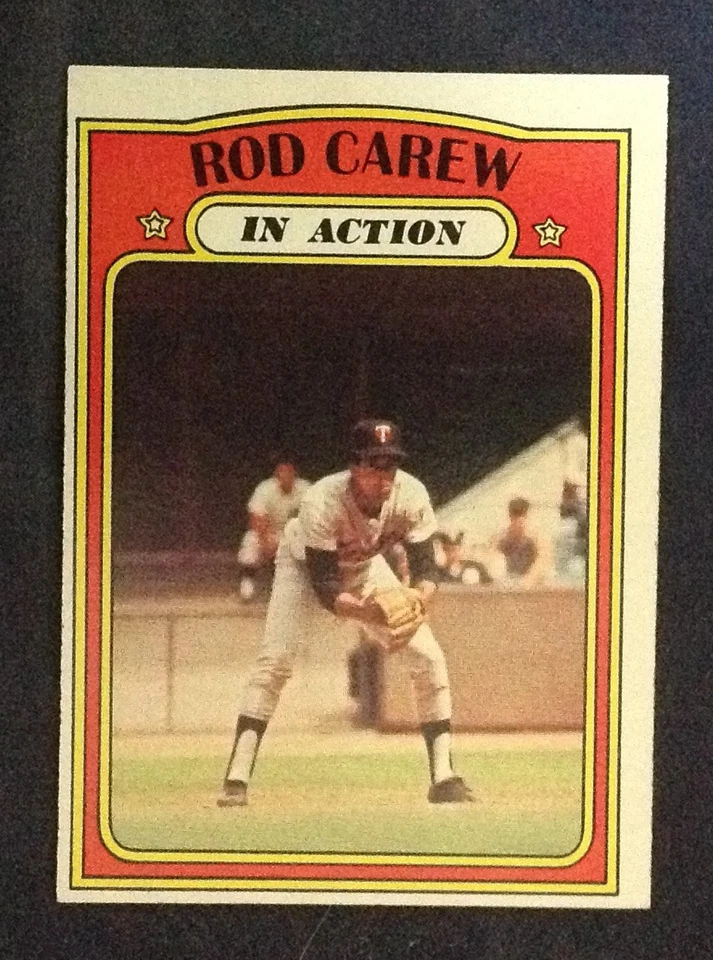 ROD CAREW
IN ACTION
T